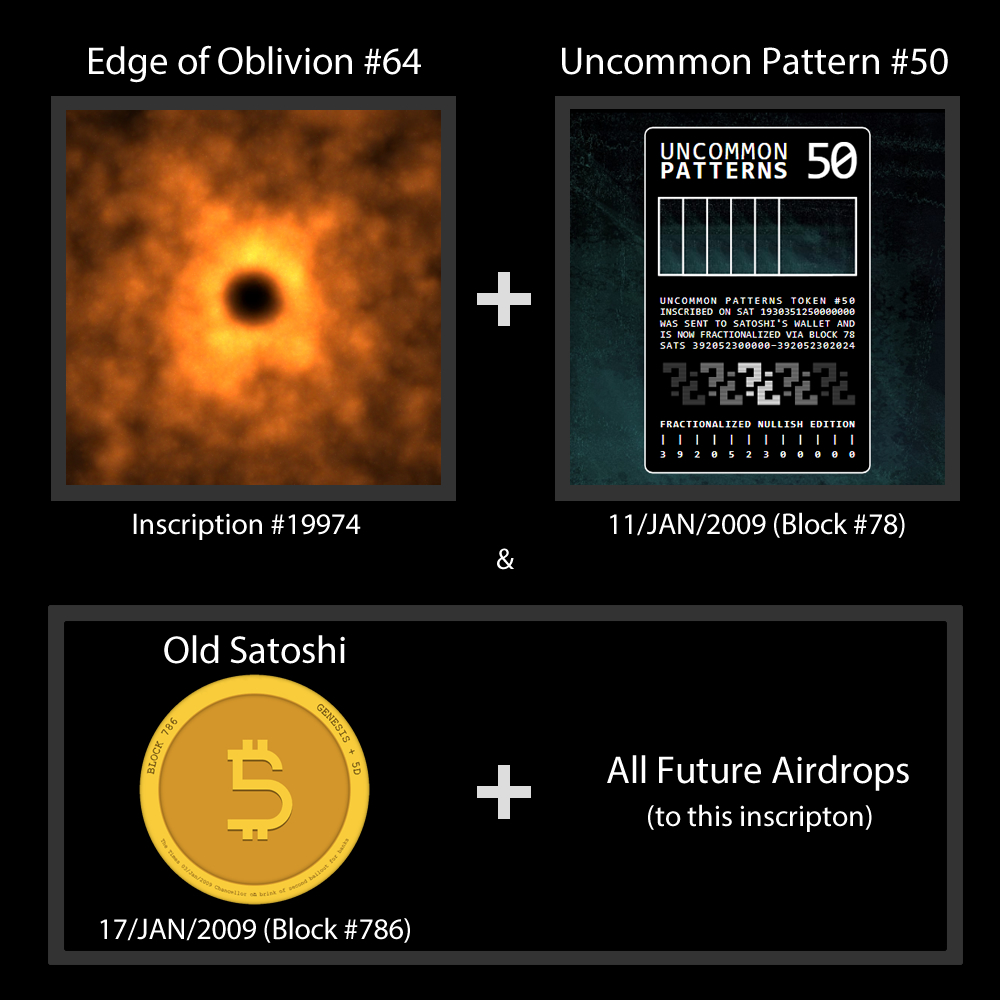 Edge of Oblivion #64
Uncommon Pattern #50
UNCOMMON
PATTERNS
50
UNCOMMON PATTERNS TOKEN #50
INSCRIBED ON SAT 1930351250000000
WAS SENT TO SATOSHI'S WALLET AND
IS NOW FRACTIONALIZED VIA BLOCK 78
SATS 392052300000-392052302024
FRACTIONALIZED NULLISH EDITION
| | | | | | | | | | | |
3 9 2 0 5 2 3 0 0 0 0 0
+
Inscription #19974
11/JAN/2009 (Block #78)
&
Old Satoshi
BLOCK 786
GENESIS + 5D
The Times 03/Jan/2009 Chancellor on brink of second bailout for banks
17/JAN/2009 (Block #786)
+
All Future Airdrops
(to this inscripton)